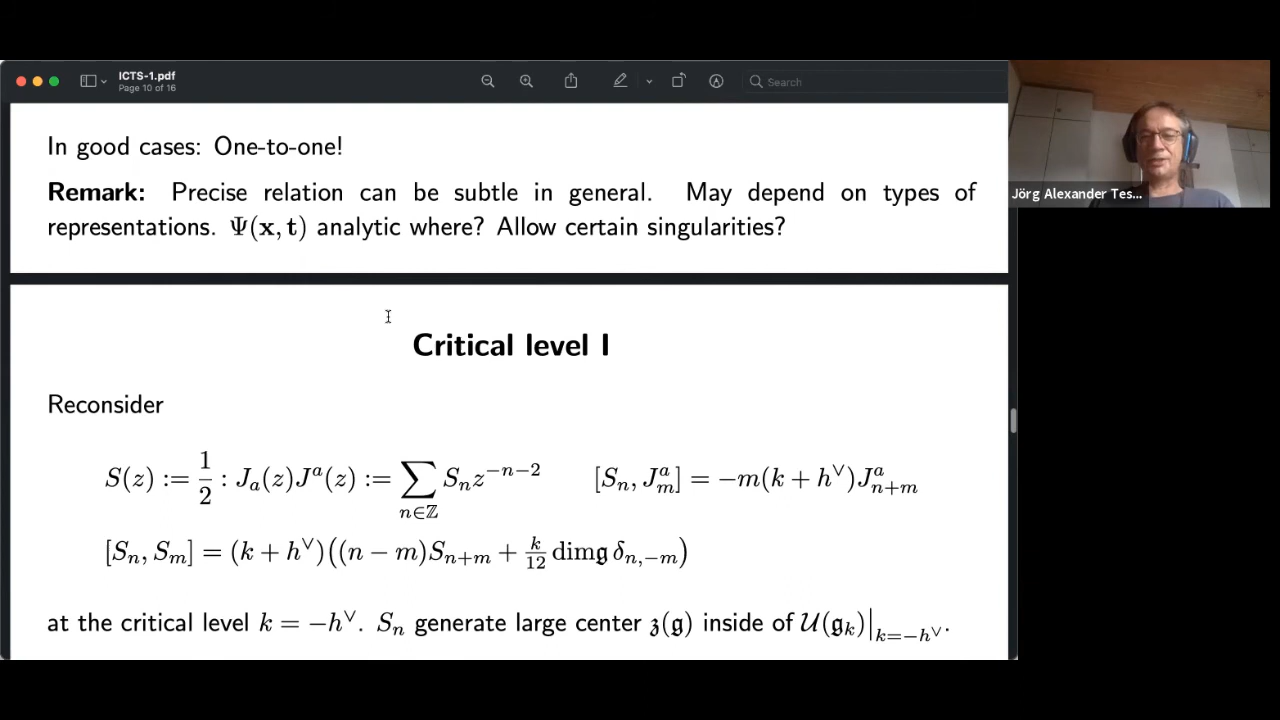 ICTS-1.pdf
Page 10 of 16
Search
In good cases: One-to-one!
Remark: Precise relation can be subtle in general. May depend on types of
representations. Ψ(x, t) analytic where? Allow certain singularities?
Jörg Alexander Tes...
Critical level I
Reconsider
S(z) := 1/2 : J_a(z)J^a(z) := ∑_{n∈ℤ} S_n z^{-n-2} [S_n, J^a_m] = -m(k + h^∨)J^a_{n+m}
[S_n, S_m] = (k + h^∨)((n − m)S_{n+m} + k/12 dim𝔤 δ_{n,-m})
at the critical level k = −h^∨. S_n generate large center 𝔷(𝔤) inside of 𝒰(𝔤_k)|_{k=-h^∨}.